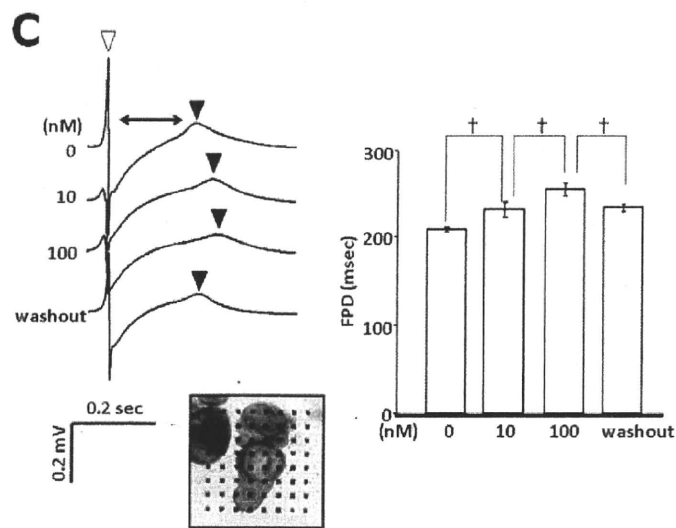 C
(nM)
0
10
100
washout
0.2 sec
0.2 mV
† † †
300
200
100
0
FPD (msec)
(nM) 0 10 100 washout